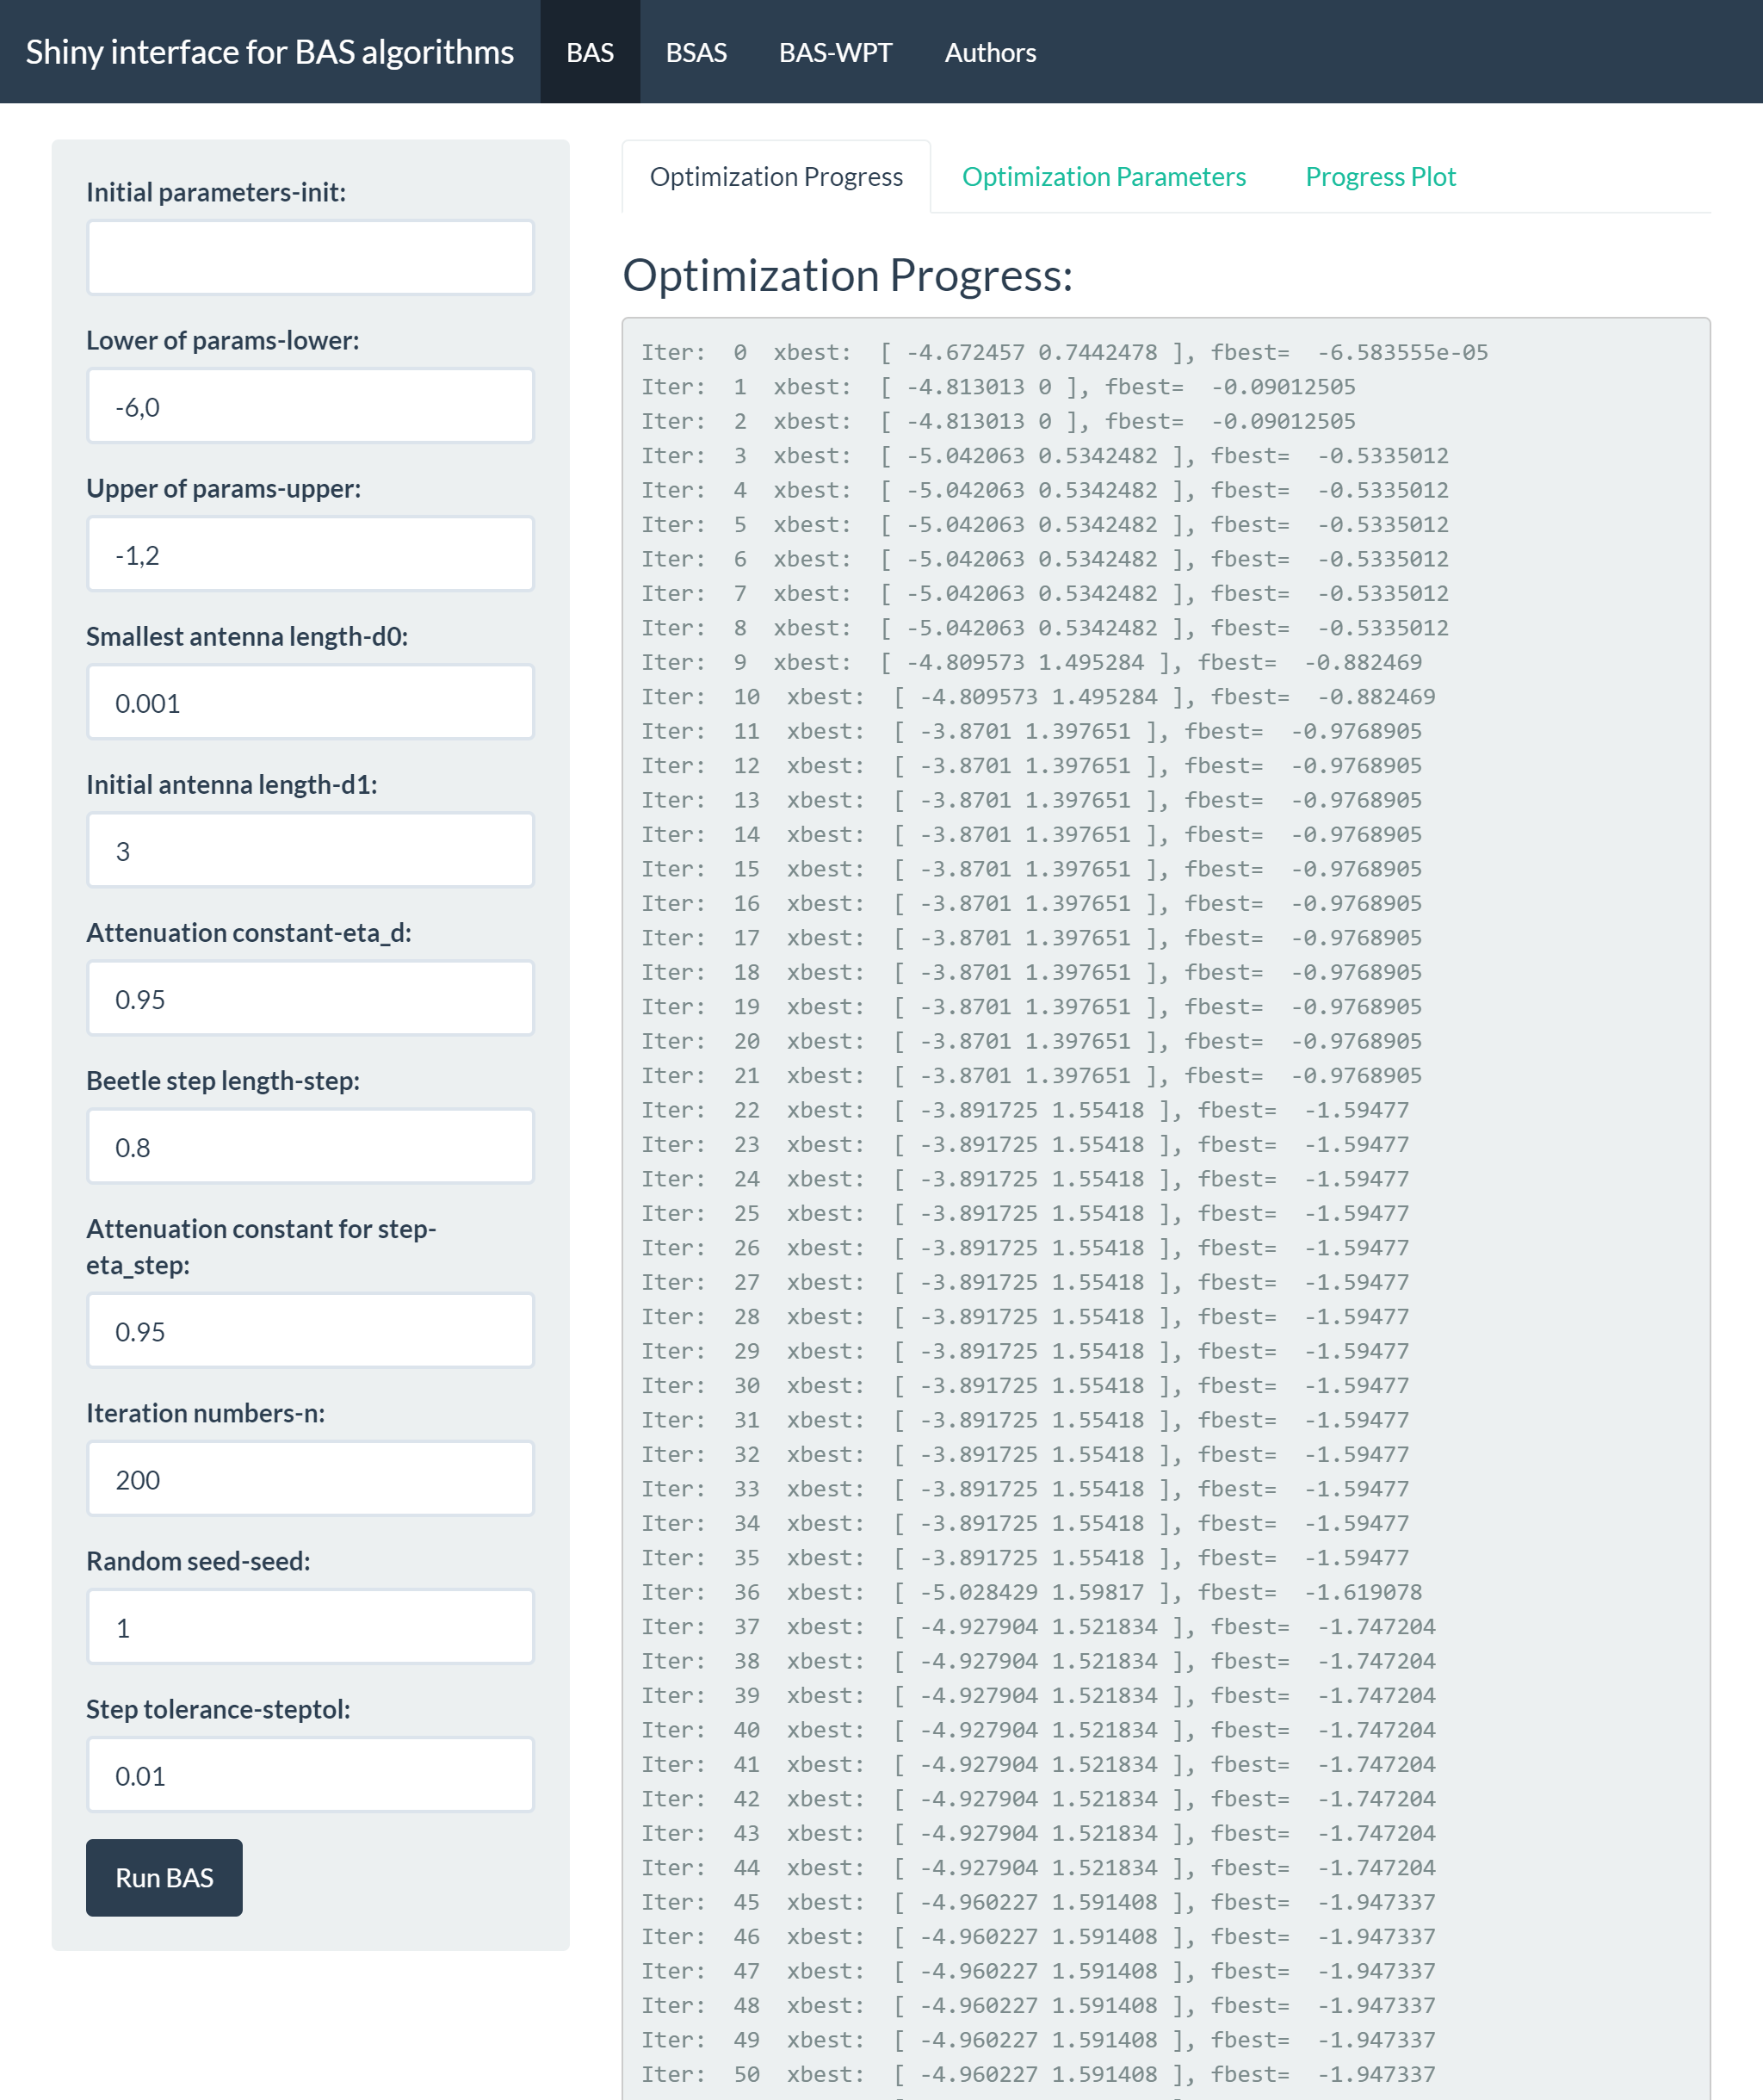 Shiny interface for BAS algorithms BAS BSAS BAS-WPT Authors
Initial parameters-init:
Lower of params-lower:
-6,0
Upper of params-upper:
-1,2
Smallest antenna length-d0:
0.001
Initial antenna length-d1:
3
Attenuation constant-eta_d:
0.95
Beetle step length-step:
0.8
Attenuation constant for step-
eta_step:
0.95
Iteration numbers-n:
200
Random seed-seed:
1
Step tolerance-steptol:
0.01
Run BAS
Optimization Progress Optimization Parameters Progress Plot
Optimization Progress:
Iter: 0 xbest: [ -4.672457 0.7442478 ], fbest= -6.583555e-05
Iter: 1 xbest: [ -4.813013 0 ], fbest= -0.09012505
Iter: 2 xbest: [ -4.813013 0 ], fbest= -0.09012505
Iter: 3 xbest: [ -5.042063 0.5342482 ], fbest= -0.5335012
Iter: 4 xbest: [ -5.042063 0.5342482 ], fbest= -0.5335012
Iter: 5 xbest: [ -5.042063 0.5342482 ], fbest= -0.5335012
Iter: 6 xbest: [ -5.042063 0.5342482 ], fbest= -0.5335012
Iter: 7 xbest: [ -5.042063 0.5342482 ], fbest= -0.5335012
Iter: 8 xbest: [ -5.042063 0.5342482 ], fbest= -0.5335012
Iter: 9 xbest: [ -4.809573 1.495284 ], fbest= -0.882469
Iter: 10 xbest: [ -4.809573 1.495284 ], fbest= -0.882469
Iter: 11 xbest: [ -3.8701 1.397651 ], fbest= -0.9768905
Iter: 12 xbest: [ -3.8701 1.397651 ], fbest= -0.9768905
Iter: 13 xbest: [ -3.8701 1.397651 ], fbest= -0.9768905
Iter: 14 xbest: [ -3.8701 1.397651 ], fbest= -0.9768905
Iter: 15 xbest: [ -3.8701 1.397651 ], fbest= -0.9768905
Iter: 16 xbest: [ -3.8701 1.397651 ], fbest= -0.9768905
Iter: 17 xbest: [ -3.8701 1.397651 ], fbest= -0.9768905
Iter: 18 xbest: [ -3.8701 1.397651 ], fbest= -0.9768905
Iter: 19 xbest: [ -3.8701 1.397651 ], fbest= -0.9768905
Iter: 20 xbest: [ -3.8701 1.397651 ], fbest= -0.9768905
Iter: 21 xbest: [ -3.8701 1.397651 ], fbest= -0.9768905
Iter: 22 xbest: [ -3.891725 1.55418 ], fbest= -1.59477
Iter: 23 xbest: [ -3.891725 1.55418 ], fbest= -1.59477
Iter: 24 xbest: [ -3.891725 1.55418 ], fbest= -1.59477
Iter: 25 xbest: [ -3.891725 1.55418 ], fbest= -1.59477
Iter: 26 xbest: [ -3.891725 1.55418 ], fbest= -1.59477
Iter: 27 xbest: [ -3.891725 1.55418 ], fbest= -1.59477
Iter: 28 xbest: [ -3.891725 1.55418 ], fbest= -1.59477
Iter: 29 xbest: [ -3.891725 1.55418 ], fbest= -1.59477
Iter: 30 xbest: [ -3.891725 1.55418 ], fbest= -1.59477
Iter: 31 xbest: [ -3.891725 1.55418 ], fbest= -1.59477
Iter: 32 xbest: [ -3.891725 1.55418 ], fbest= -1.59477
Iter: 33 xbest: [ -3.891725 1.55418 ], fbest= -1.59477
Iter: 34 xbest: [ -3.891725 1.55418 ], fbest= -1.59477
Iter: 35 xbest: [ -3.891725 1.55418 ], fbest= -1.59477
Iter: 36 xbest: [ -5.028429 1.59817 ], fbest= -1.619078
Iter: 37 xbest: [ -4.927904 1.521834 ], fbest= -1.747204
Iter: 38 xbest: [ -4.927904 1.521834 ], fbest= -1.747204
Iter: 39 xbest: [ -4.927904 1.521834 ], fbest= -1.747204
Iter: 40 xbest: [ -4.927904 1.521834 ], fbest= -1.747204
Iter: 41 xbest: [ -4.927904 1.521834 ], fbest= -1.747204
Iter: 42 xbest: [ -4.927904 1.521834 ], fbest= -1.747204
Iter: 43 xbest: [ -4.927904 1.521834 ], fbest= -1.747204
Iter: 44 xbest: [ -4.927904 1.521834 ], fbest= -1.747204
Iter: 45 xbest: [ -4.960227 1.591408 ], fbest= -1.947337
Iter: 46 xbest: [ -4.960227 1.591408 ], fbest= -1.947337
Iter: 47 xbest: [ -4.960227 1.591408 ], fbest= -1.947337
Iter: 48 xbest: [ -4.960227 1.591408 ], fbest= -1.947337
Iter: 49 xbest: [ -4.960227 1.591408 ], fbest= -1.947337
Iter: 50 xbest: [ -4.960227 1.591408 ], fbest= -1.947337